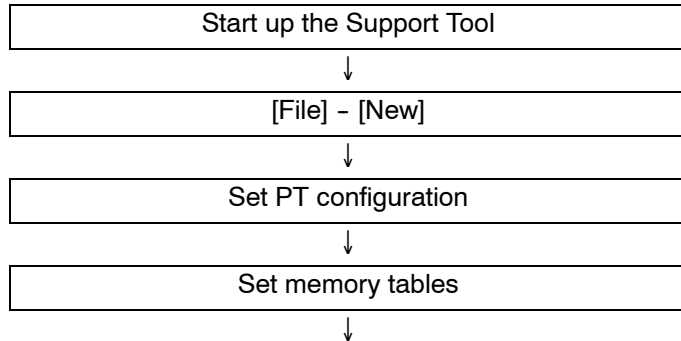 Start up the Support Tool
↓
[File] - [New]
↓
Set PT configuration
↓
Set memory tables
↓